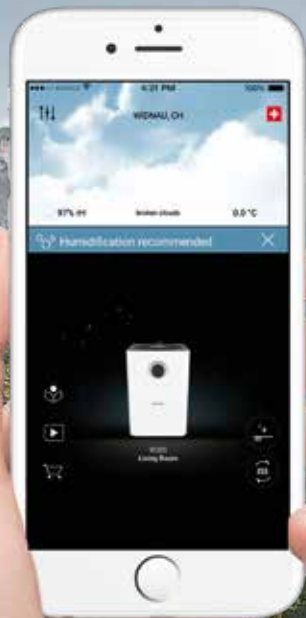 4:21 PM
100%
WIDNAU, CH
97% rH
broken clouds
0.0 °C
Humidification recommended
Living Room